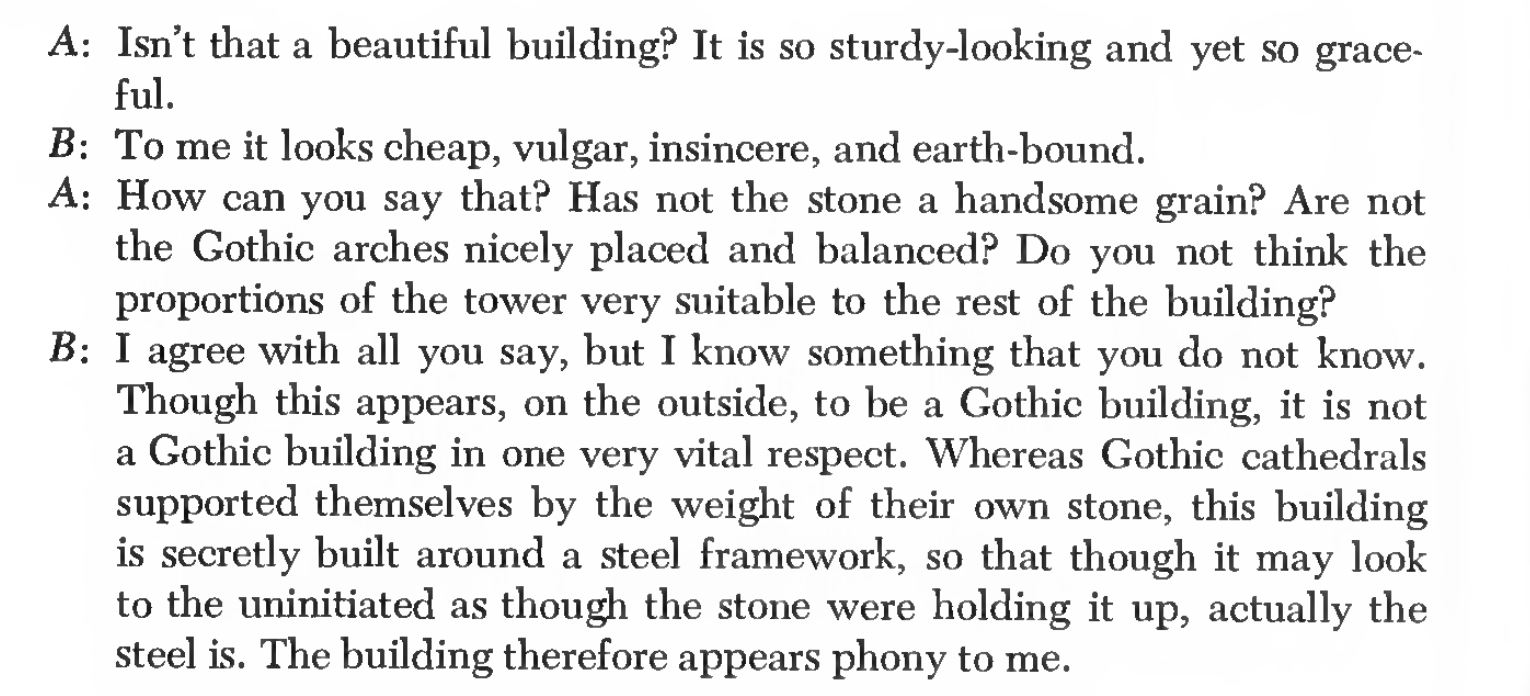 A: Isn't that a beautiful building? It is so sturdy-looking and yet so grace-
ful.
B: To me it looks cheap, vulgar, insincere, and earth-bound.
A: How can you say that? Has not the stone a handsome grain? Are not
the Gothic arches nicely placed and balanced? Do you not think the
proportions of the tower very suitable to the rest of the building?
B: I agree with all you say, but I know something that you do not know.
Though this appears, on the outside, to be a Gothic building, it is not
a Gothic building in one very vital respect. Whereas Gothic cathedrals
supported themselves by the weight of their own stone, this building
is secretly built around a steel framework, so that though it may look
to the uninitiated as though the stone were holding it up, actually the
steel is. The building therefore appears phony to me.